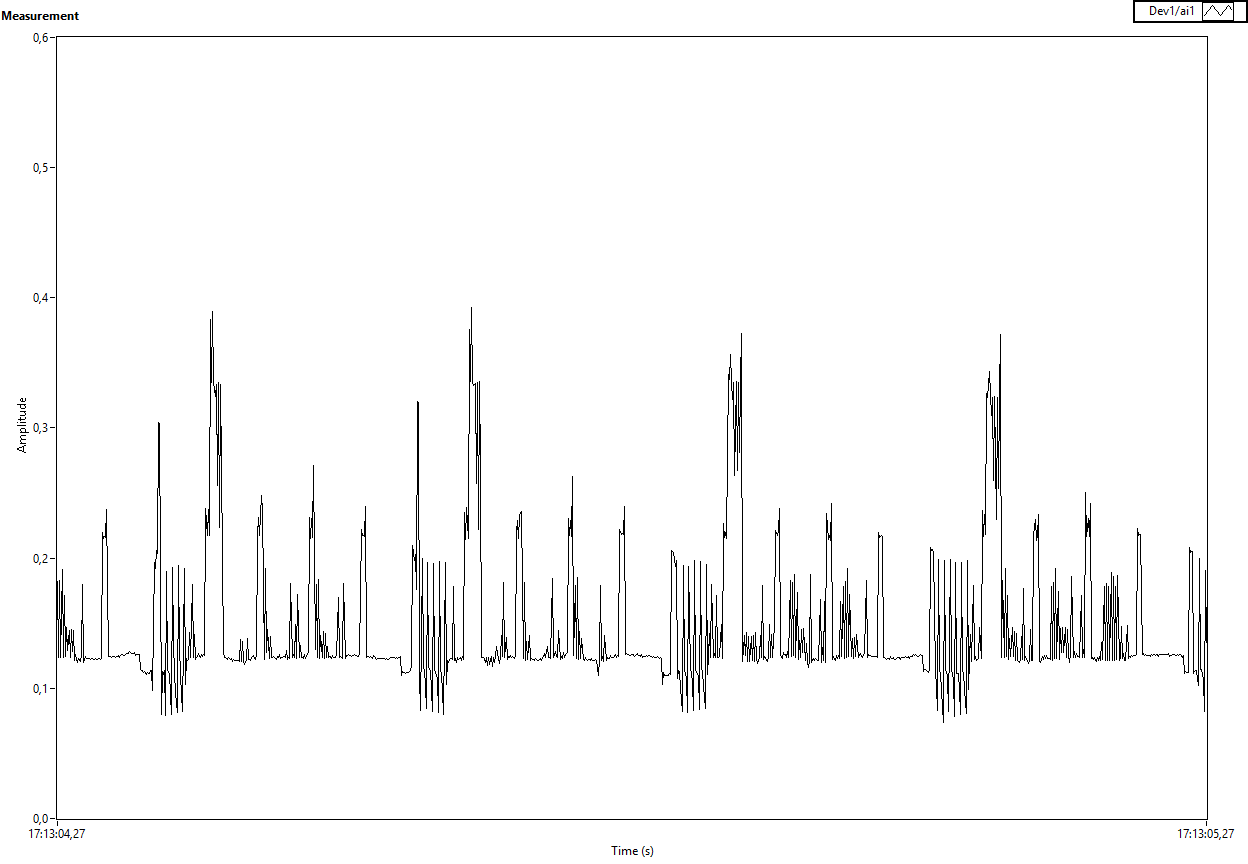 Measurement
Dev1/ai1
0,6
0,5
0,4
0,3
0,2
0,1
0,0
Amplitude
17:13:04,27
17:13:05,27
Time (s)